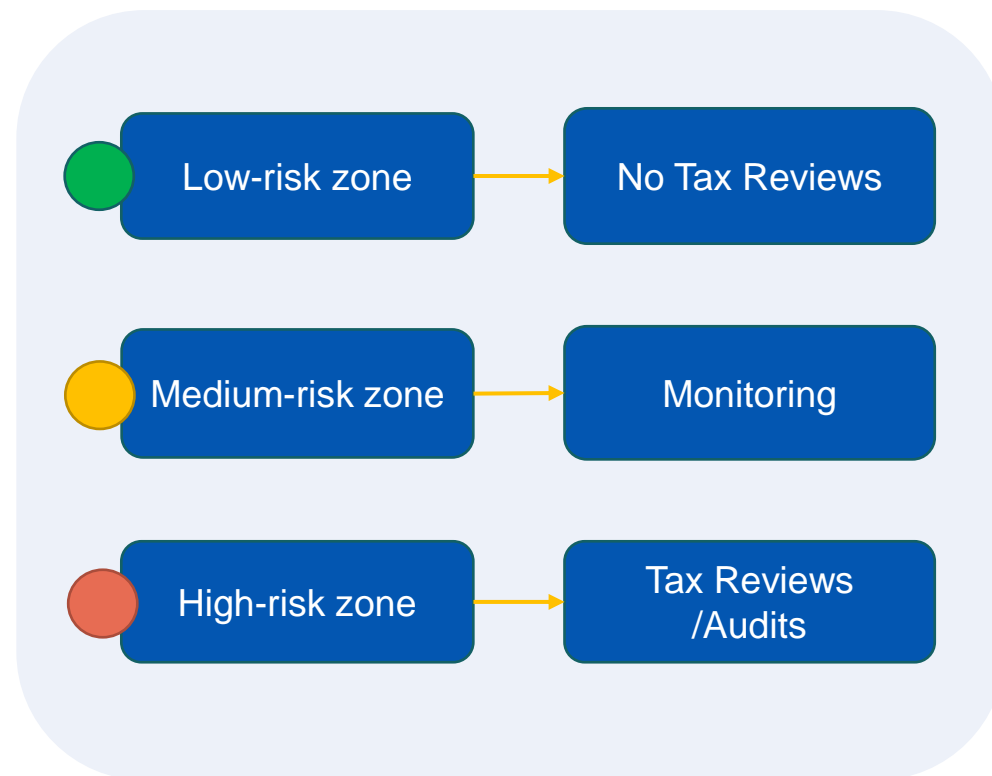 Low-risk zone
No Tax Reviews
Medium-risk zone
Monitoring
High-risk zone
Tax Reviews
/Audits